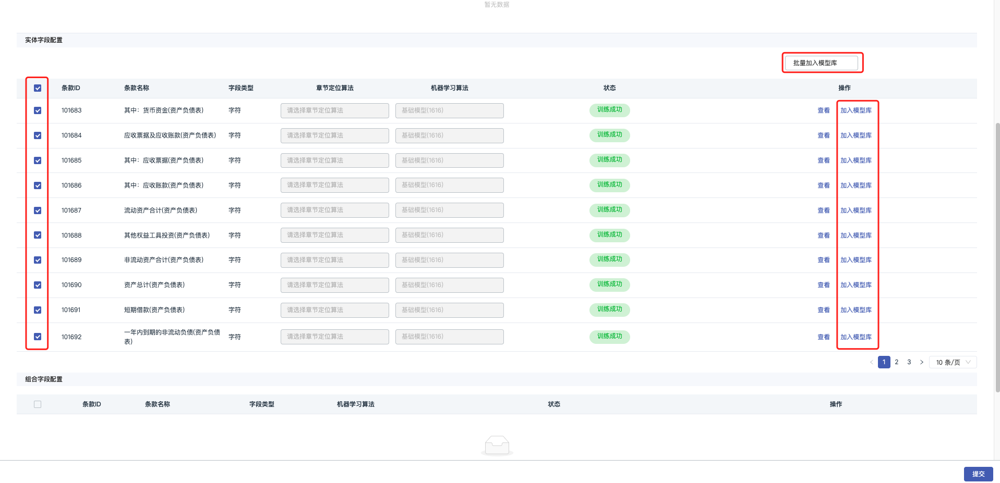 暂无数据
实体字段配置
批量加入模型库
条款ID 条款名称 字段类型 章节定位算法 机器学习算法 状态 操作
101683 其中：货币资金(资产负债表) 字符 请选择章节定位算法 基础模型(1616) 训练成功 查看 加入模型库
101684 应收票据及应收账款(资产负债表) 字符 请选择章节定位算法 基础模型(1616) 训练成功 查看 加入模型库
101685 其中：应收票据(资产负债表) 字符 请选择章节定位算法 基础模型(1616) 训练成功 查看 加入模型库
101686 其中：应收账款(资产负债表) 字符 请选择章节定位算法 基础模型(1616) 训练成功 查看 加入模型库
101687 流动资产合计(资产负债表) 字符 请选择章节定位算法 基础模型(1616) 训练成功 查看 加入模型库
101688 其他权益工具投资(资产负债表) 字符 请选择章节定位算法 基础模型(1616) 训练成功 查看 加入模型库
101689 非流动资产合计(资产负债表) 字符 请选择章节定位算法 基础模型(1616) 训练成功 查看 加入模型库
101690 资产总计(资产负债表) 字符 请选择章节定位算法 基础模型(1616) 训练成功 查看 加入模型库
101691 短期借款(资产负债表) 字符 请选择章节定位算法 基础模型(1616) 训练成功 查看 加入模型库
101692 一年内到期的非流动负债(资产负债表) 字符 请选择章节定位算法 基础模型(1616) 训练成功 查看 加入模型库
< 1 2 3 > 10 条/页
组合字段配置
条款ID 条款名称 字段类型 机器学习算法 状态 操作
提交